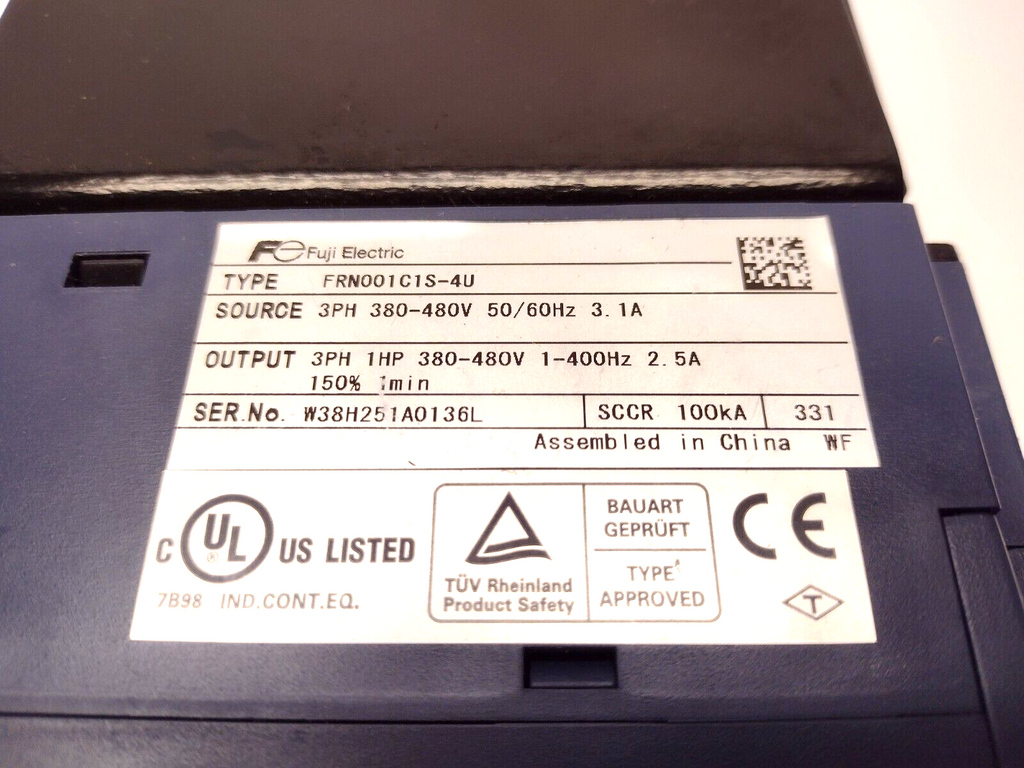 Fe Fuji Electric
TYPE FRN001C1S-4U
SOURCE 3PH 380-480V 50/60Hz 3.1A
OUTPUT 3PH 1HP 380-480V 1-400Hz 2.5A
150% 1min
SER.No. W38H251A0136L SCCR 100kA 331
Assembled in China WF
C UL ® US LISTED
7B98 IND.CONT.EQ.
TÜV Rheinland
Product Safety
BAUART
GEPRÜFT
TYPE
APPROVED
CE
T